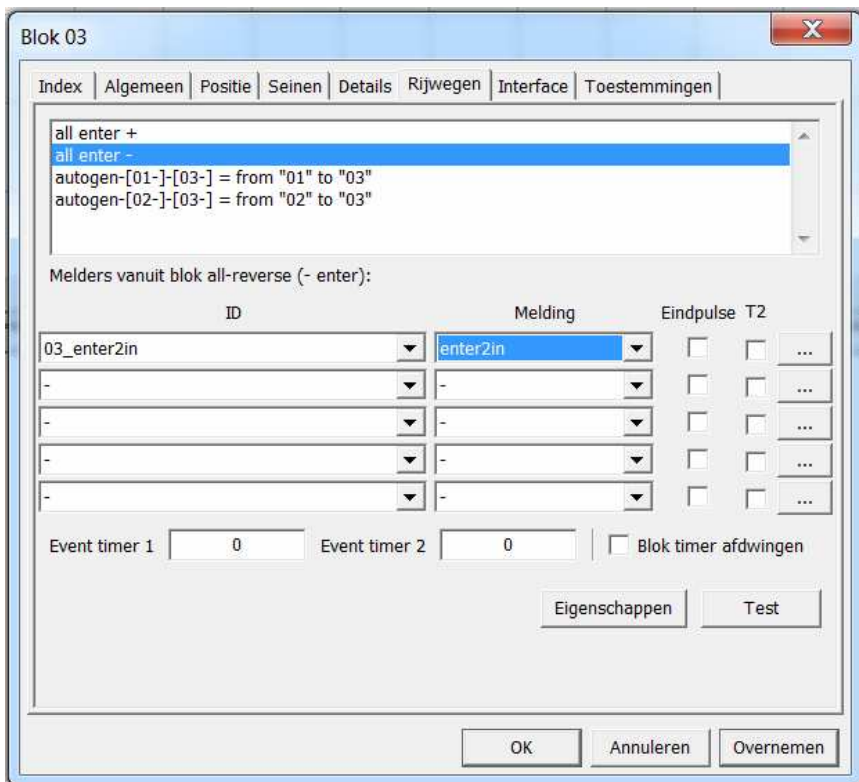 Blok 03
X
Index Algemeen Positie Seinen Details Rijwegen Interface Toestemmingen
all enter +
all enter -
autogen-[01-]-[03-] = from "01" to "03"
autogen-[02-]-[03-] = from "02" to "03"
Melders vanuit blok all-reverse (- enter):
ID Melding Eindpulse T2
03_enter2in enter2in ...
- - ...
- - ...
- - ...
- - ...
Event timer 1 0 Event timer 2 0 Blok timer afdwingen
Eigenschappen Test
OK Annuleren Overnemen